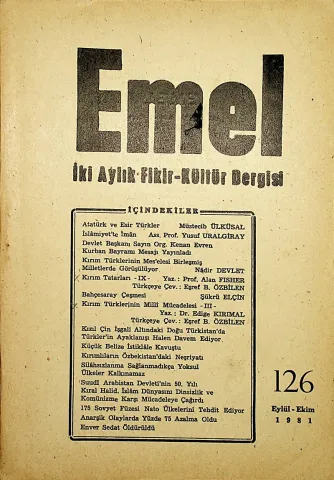 Emel
İki Aylık Fikir-Kültür Dergisi
İÇİNDEKİLER
Atatürk ve Esir Türkler Müstecib ÜLKÜSAL
İslâmiyet'te İmân Ass. Prof. Yusuf URALGİRAY
Devlet Başkanı Sayın Org. Kenan Evren
Kurban Bayramı Mesajı Yayınladı
Kırım Türklerinin Mes'elesi Birleşmiş
Milletlerde Görüşülüyor Nâdir DEVLET
Kırım Tatarları -IX- Yaz.: Prof. Alan FISHER
Türkçeye Çev.: Eşref B. ÖZBİLEN
Bahçesaray Çeşmesi Şükrü ELÇİN
Kırım Türklerinin Millî Mücadelesi -III-
Yaz.: Dr. Edige KIRIMAL
Türkçeye Çev.: Eşref B. ÖZBİLEN
Kızıl Çin İşgali Altındaki Doğu Türkistan'da
Türkler'in Ayaklanışı Halen Devam Ediyor
Küçük Belize İstiklâle Kavuştu
Kırımlıların Özbekistan'daki Neşriyatı
Silâhsızlanma Sağlanmadıkça Yoksul
Ülkeler Kalkınamaz
Suudî Arabistan Devleti'nin 50. Yılı
Kıral Halid, İslâm Dünyasını Dinsizlik ve
Komünizme Karşı Mücadeleye Çağırdı
175 Sovyet Füzesi Nato Ülkelerini Tehdit Ediyor
Anarşik Olaylarda Yüzde 75 Azalma Oldu
Enver Sedat Öldürüldü
126
Eylül - Ekim
1981